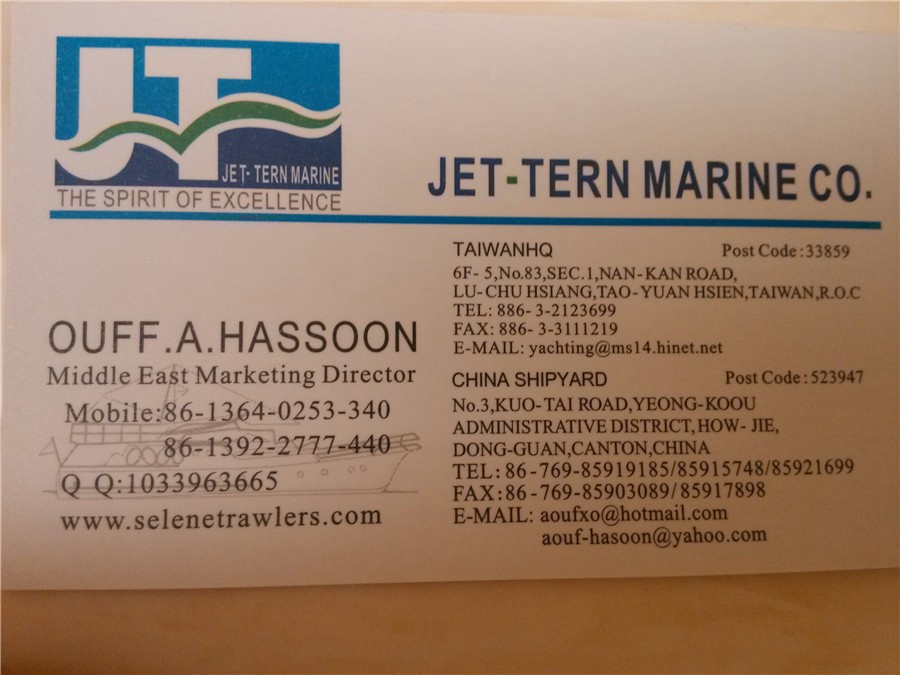 JT
JET-TERN MARINE
THE SPIRIT OF EXCELLENCE
JET-TERN MARINE CO.
OUFF.A.HASSOON
Middle East Marketing Director
Mobile:86-1364-0253-340
86-1392-2777-440
Q Q:1033963665
www.selenetrawlers.com
TAIWANHQ Post Code:33859
6F-5,No.83,SEC.1,NAN-KAN ROAD,
LU-CHU HSIANG,TAO-YUAN HSIEN,TAIWAN,R.O.C
TEL: 886-3-2123699
FAX: 886-3-3111219
E-MAIL: yachting@ms14.hinet.net
CHINA SHIPYARD Post Code:523947
No.3,KUO-TAI ROAD,YEONG-KOOU
ADMINISTRATIVE DISTRICT,HOW-JIE,
DONG-GUAN,CANTON,CHINA
TEL:86-769-85919185/85915748/85921699
FAX:86-769-85903089/85917898
E-MAIL: aoufxo@hotmail.com
aouf-hasoon@yahoo.com